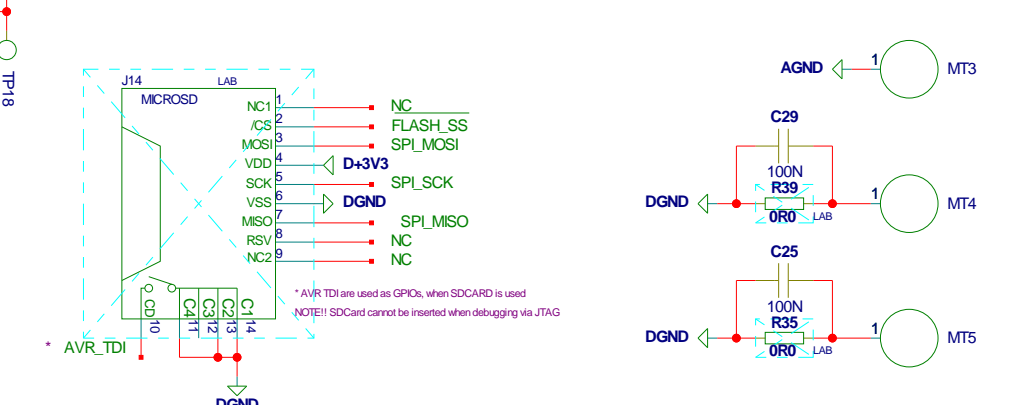 TP18
J14 LAB
MICROSD
NC1 1 NC
/CS 2 FLASH_SS
MOSI 3 SPI_MOSI
VDD 4 D+3V3
SCK 5 SPI_SCK
VSS 6 DGND
MISO 7 SPI_MISO
RSV 8 NC
NC2 9 NC
CD C4 C3 C2 C1
10 11 12 13 14
* AVR TDI are used as GPIOs, when SDCARD is used
NOTE!! SDCard cannot be inserted when debugging via JTAG
* AVR_TDI
DGND
AGND 1 MT3
C29
100N
R39
DGND 1 MT4
0R0 LAB
C25
100N
R35
DGND 1 MT5
0R0 LAB